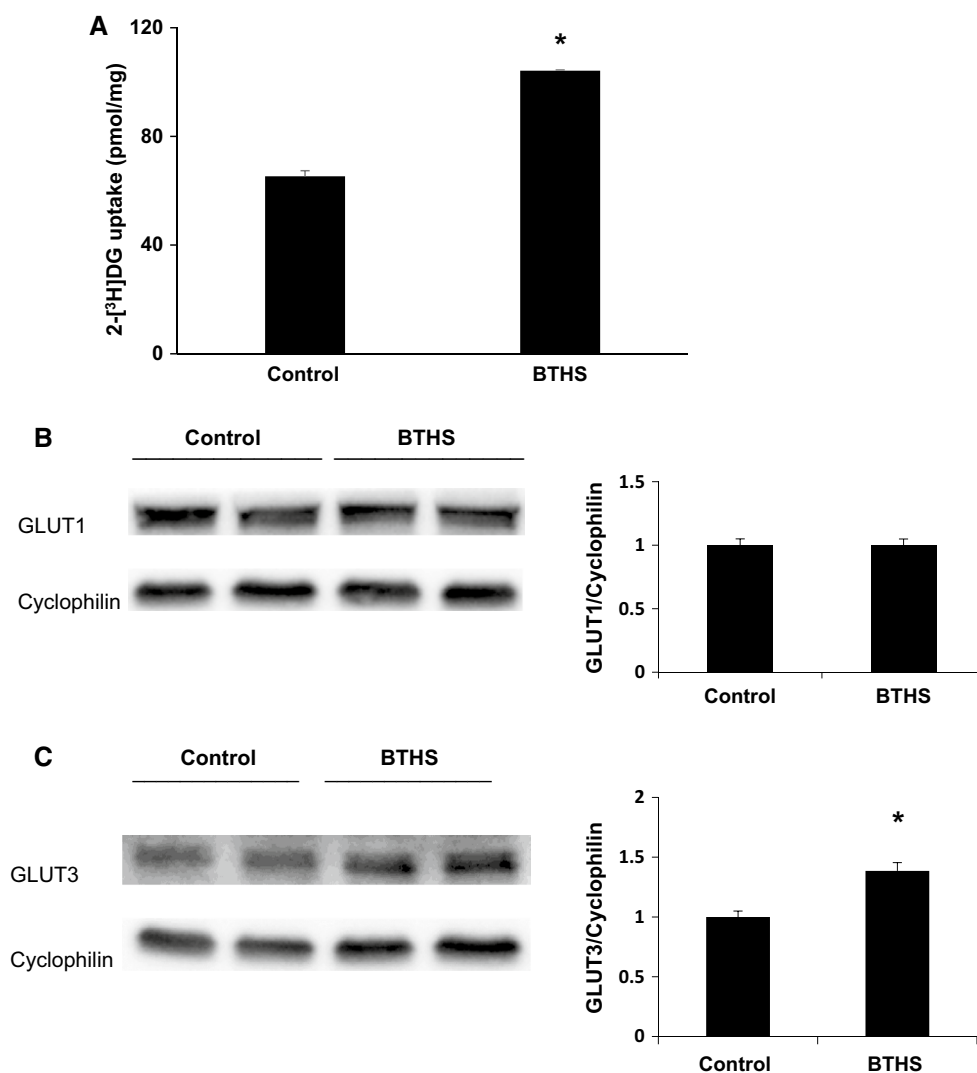 A
120
80
40
0
2-[³H]DG uptake (pmol/mg)
*
Control
BTHS
B
Control
BTHS
GLUT1
Cyclophilin
GLUT1/Cyclophilin
1.5
1
0.5
0
Control
BTHS
C
Control
BTHS
GLUT3
Cyclophilin
GLUT3/Cyclophilin
2
1.5
1
0.5
0
*
Control
BTHS